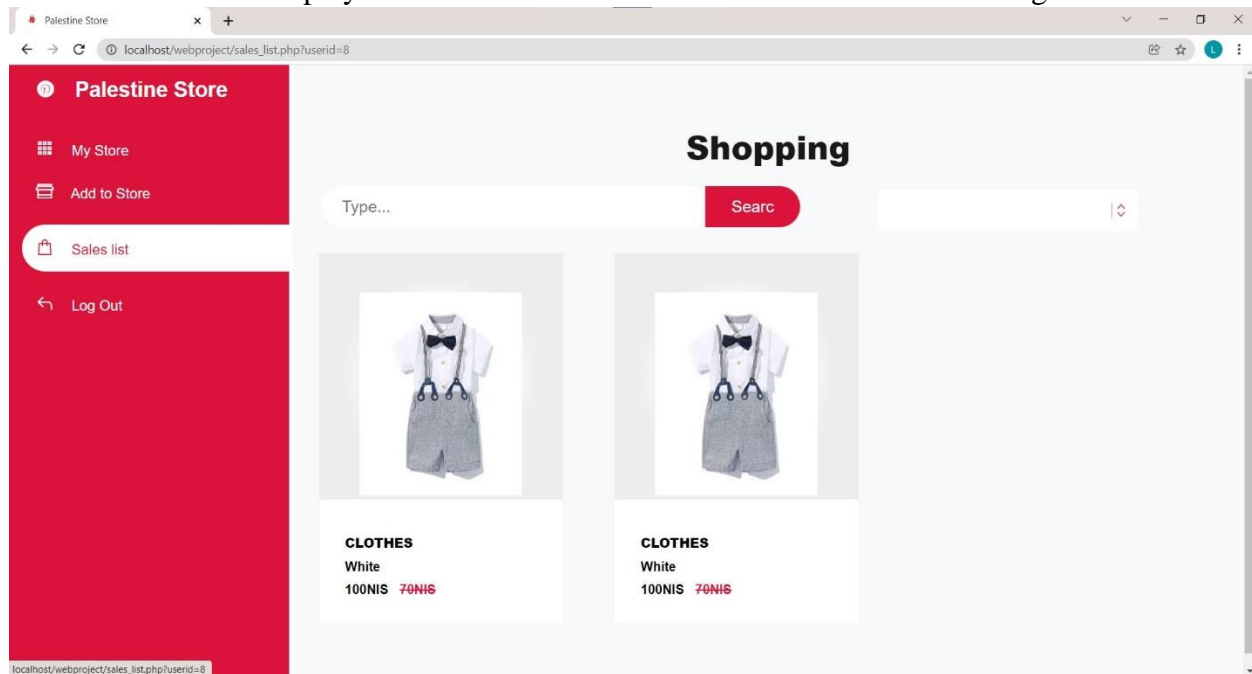 Palestine Store
localhost/webproject/sales_list.php?userid=8
L
Palestine Store
My Store
Add to Store
Sales list
Log Out
Shopping
Type...
Searc
CLOTHES
White
100NIS 70NIS
CLOTHES
White
100NIS 70NIS
localhost/webproject/sales_list.php?userid=8